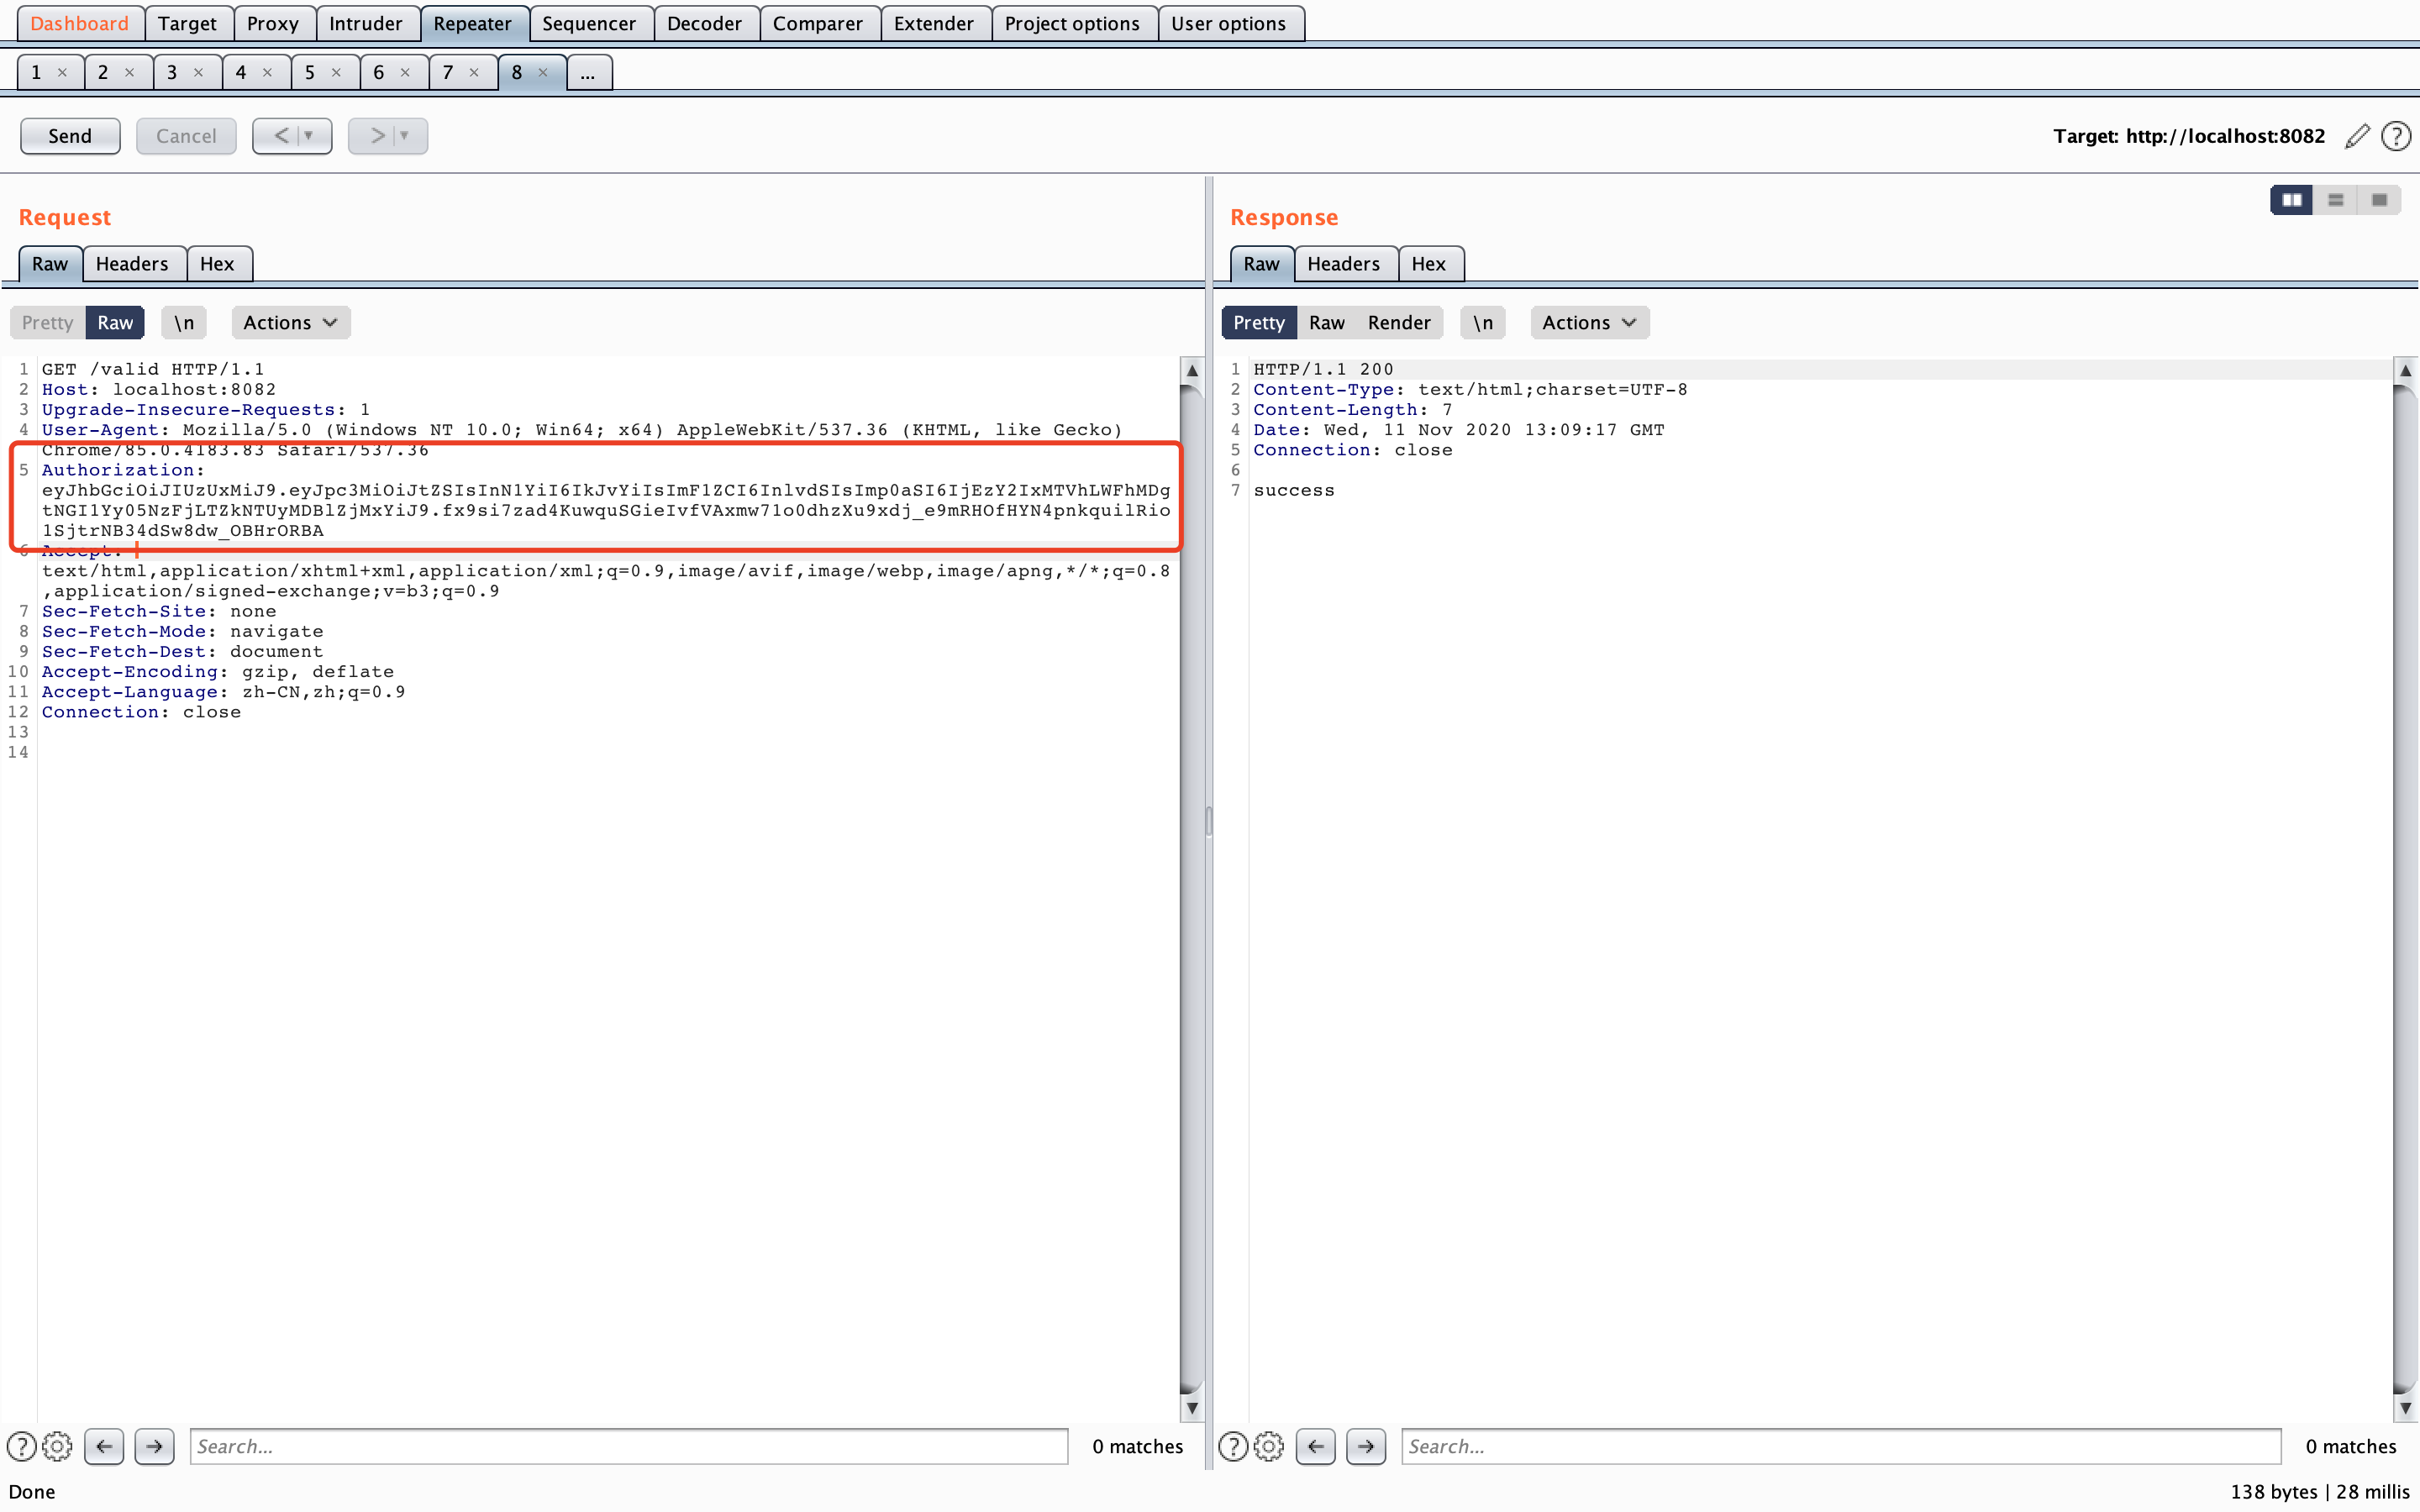 Dashboard Target Proxy Intruder Repeater Sequencer Decoder Comparer Extender Project options User options
1 × 2 × 3 × 4 × 5 × 6 × 7 × 8 × ...
Send Cancel < >
Target: http://localhost:8082
Request
Raw Headers Hex
Pretty Raw \n Actions
1 GET /valid HTTP/1.1
2 Host: localhost:8082
3 Upgrade-Insecure-Requests: 1
4 User-Agent: Mozilla/5.0 (Windows NT 10.0; Win64; x64) AppleWebKit/537.36 (KHTML, like Gecko)
Chrome/85.0.4183.83 Safari/537.36
5 Authorization:
eyJhbGciOiJIUzUxMiJ9.eyJpc3MiOiJtZSIsInN1YiI6IkJvYiIsImF1ZCI6InlvdSIsImp0aSI6IjEzY2IxMTVhLWFhMDg
tNGI1Yy05NzFjLTZkNTUyMDBlZjMxYiJ9.fx9si7zad4KuwquSGieIvfVAxmw71o0dhzXu9xdj_e9mRHOfHYN4pnkquilRio
1SjtrNB34dSw8dw_OBHrORBA
6 Accept:
text/html,application/xhtml+xml,application/xml;q=0.9,image/avif,image/webp,image/apng,*/*;q=0.8
,application/signed-exchange;v=b3;q=0.9
7 Sec-Fetch-Site: none
8 Sec-Fetch-Mode: navigate
9 Sec-Fetch-Dest: document
10 Accept-Encoding: gzip, deflate
11 Accept-Language: zh-CN,zh;q=0.9
12 Connection: close
13
14
? Search... 0 matches
Response
Raw Headers Hex
Pretty Raw Render \n Actions
1 HTTP/1.1 200
2 Content-Type: text/html;charset=UTF-8
3 Content-Length: 7
4 Date: Wed, 11 Nov 2020 13:09:17 GMT
5 Connection: close
6
7 success
? Search... 0 matches
Done
138 bytes | 28 millis